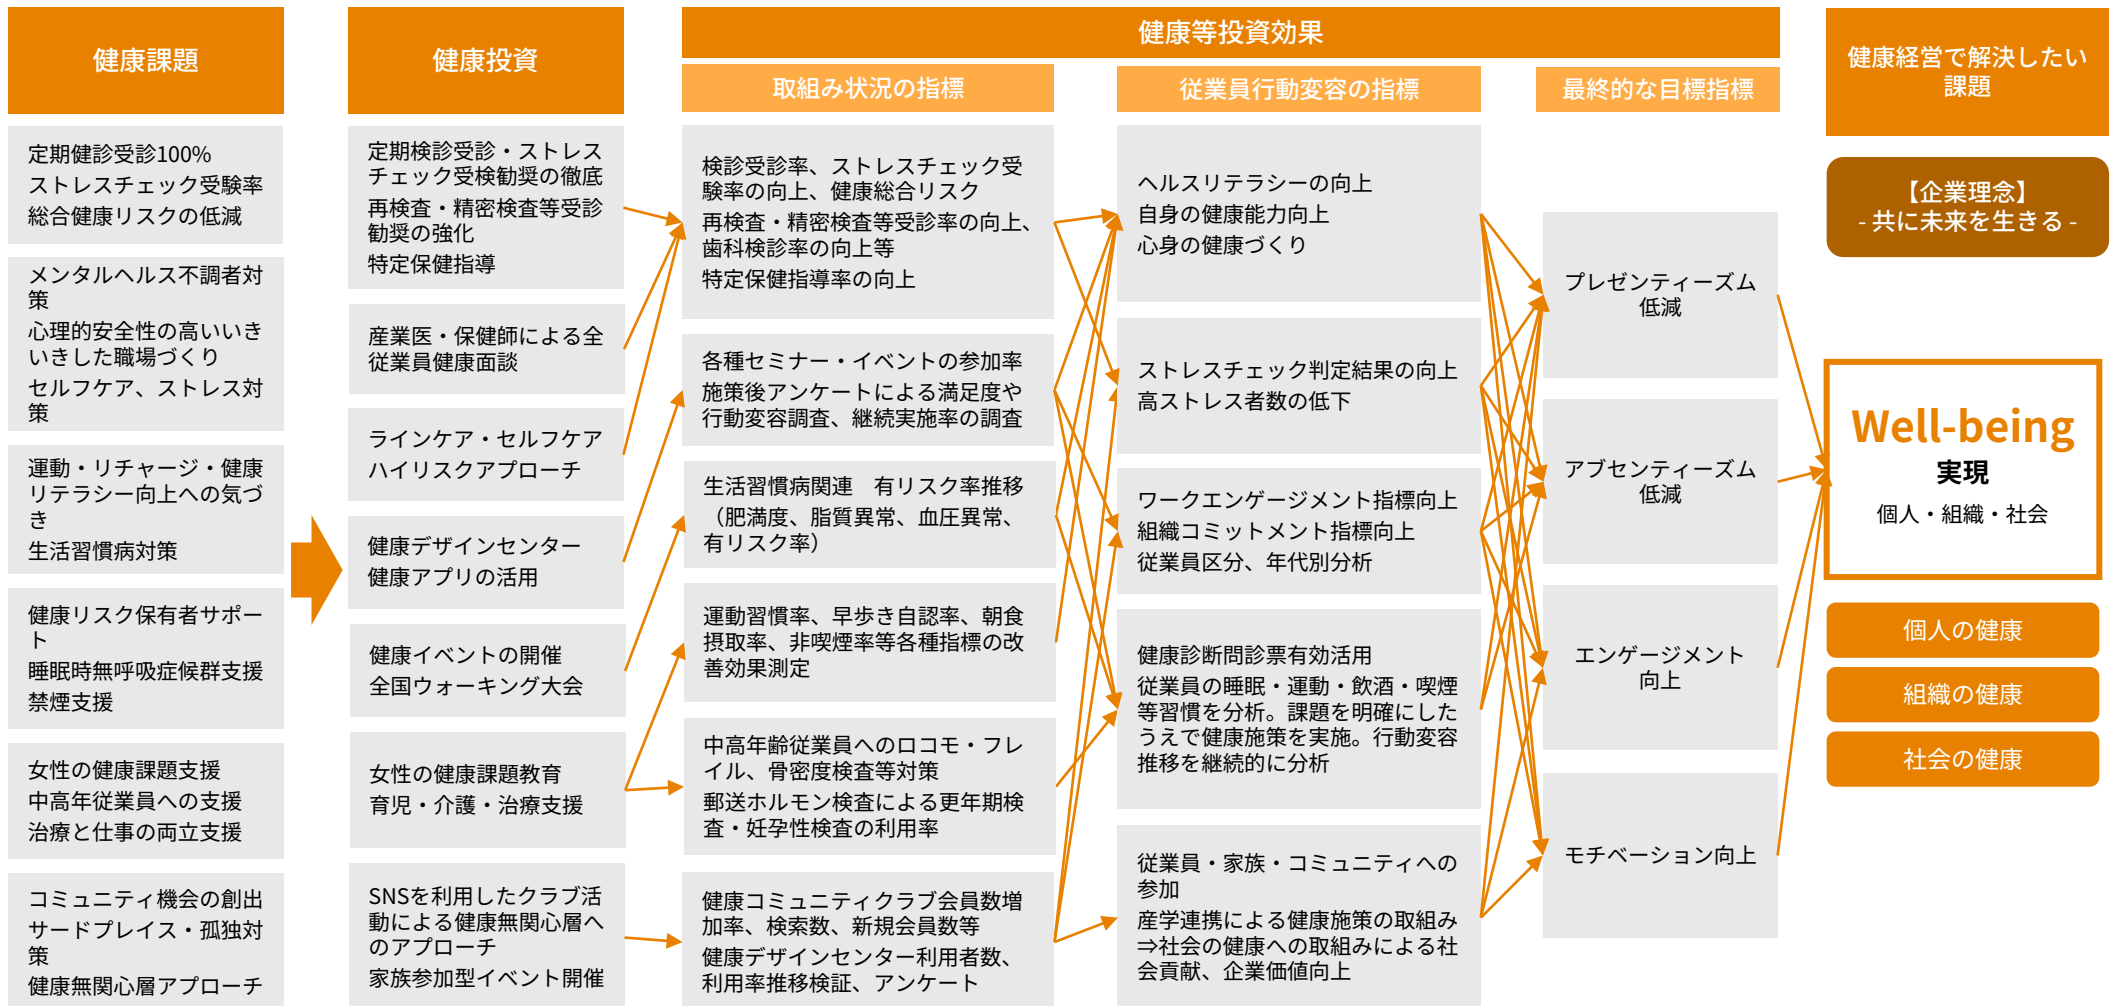 健康課題
定期健診受診100%
ストレスチェック受験率
総合健康リスクの低減
メンタルヘルス不調者対
策
心理的安全性の高いいき
いきした職場づくり
セルフケア、ストレス対
策
運動・リチャージ・健康
リテラシー向上への気づ
き
生活習慣病対策
健康リスク保有者サポー
ト
睡眠時無呼吸症候群支援
禁煙支援
女性の健康課題支援
中高年従業員への支援
治療と仕事の両立支援
コミュニティ機会の創出
サードプレイス・孤独対
策
健康無関心層アプローチ
健康投資
定期検診受診・ストレス
チェック受検勧奨の徹底
再検査・精密検査等受診
勧奨の強化
特定保健指導
産業医・保健師による全
従業員健康面談
ラインケア・セルフケア
ハイリスクアプローチ
健康デザインセンター
健康アプリの活用
健康イベントの開催
全国ウォーキング大会
女性の健康課題教育
育児・介護・治療支援
SNSを利用したクラブ活
動による健康無関心層へ
のアプローチ
家族参加型イベント開催
健康等投資効果
取組み状況の指標
検診受診率、ストレスチェック受
験率の向上、健康総合リスク
再検査・精密検査等受診率の向上、
歯科検診率の向上等
特定保健指導率の向上
各種セミナー・イベントの参加率
施策後アンケートによる満足度や
行動変容調査、継続実施率の調査
生活習慣病関連　有リスク率推移
（肥満度、脂質異常、血圧異常、
有リスク率）
運動習慣率、早歩き自認率、朝食
摂取率、非喫煙率等各種指標の改
善効果測定
中高年齢従業員へのロコモ・フレ
イル、骨密度検査等対策
郵送ホルモン検査による更年期検
査・妊孕性検査の利用率
健康コミュニティクラブ会員数増
加率、検索数、新規会員数等
健康デザインセンター利用者数、
利用率推移検証、アンケート
従業員行動変容の指標
ヘルスリテラシーの向上
自身の健康能力向上
心身の健康づくり
ストレスチェック判定結果の向上
高ストレス者数の低下
ワークエンゲージメント指標向上
組織コミットメント指標向上
従業員区分、年代別分析
健康診断問診票有効活用
従業員の睡眠・運動・飲酒・喫煙
等習慣を分析。課題を明確にした
うえで健康施策を実施。行動変容
推移を継続的に分析
従業員・家族・コミュニティへの
参加
産学連携による健康施策の取組み
⇒社会の健康への取組みによる社
会貢献、企業価値向上
最終的な目標指標
プレゼンティーズム
低減
アブセンティーズム
低減
エンゲージメント
向上
モチベーション向上
健康経営で解決したい
課題
【企業理念】
- 共に未来を生きる -
Well-being
実現
個人・組織・社会
個人の健康
組織の健康
社会の健康